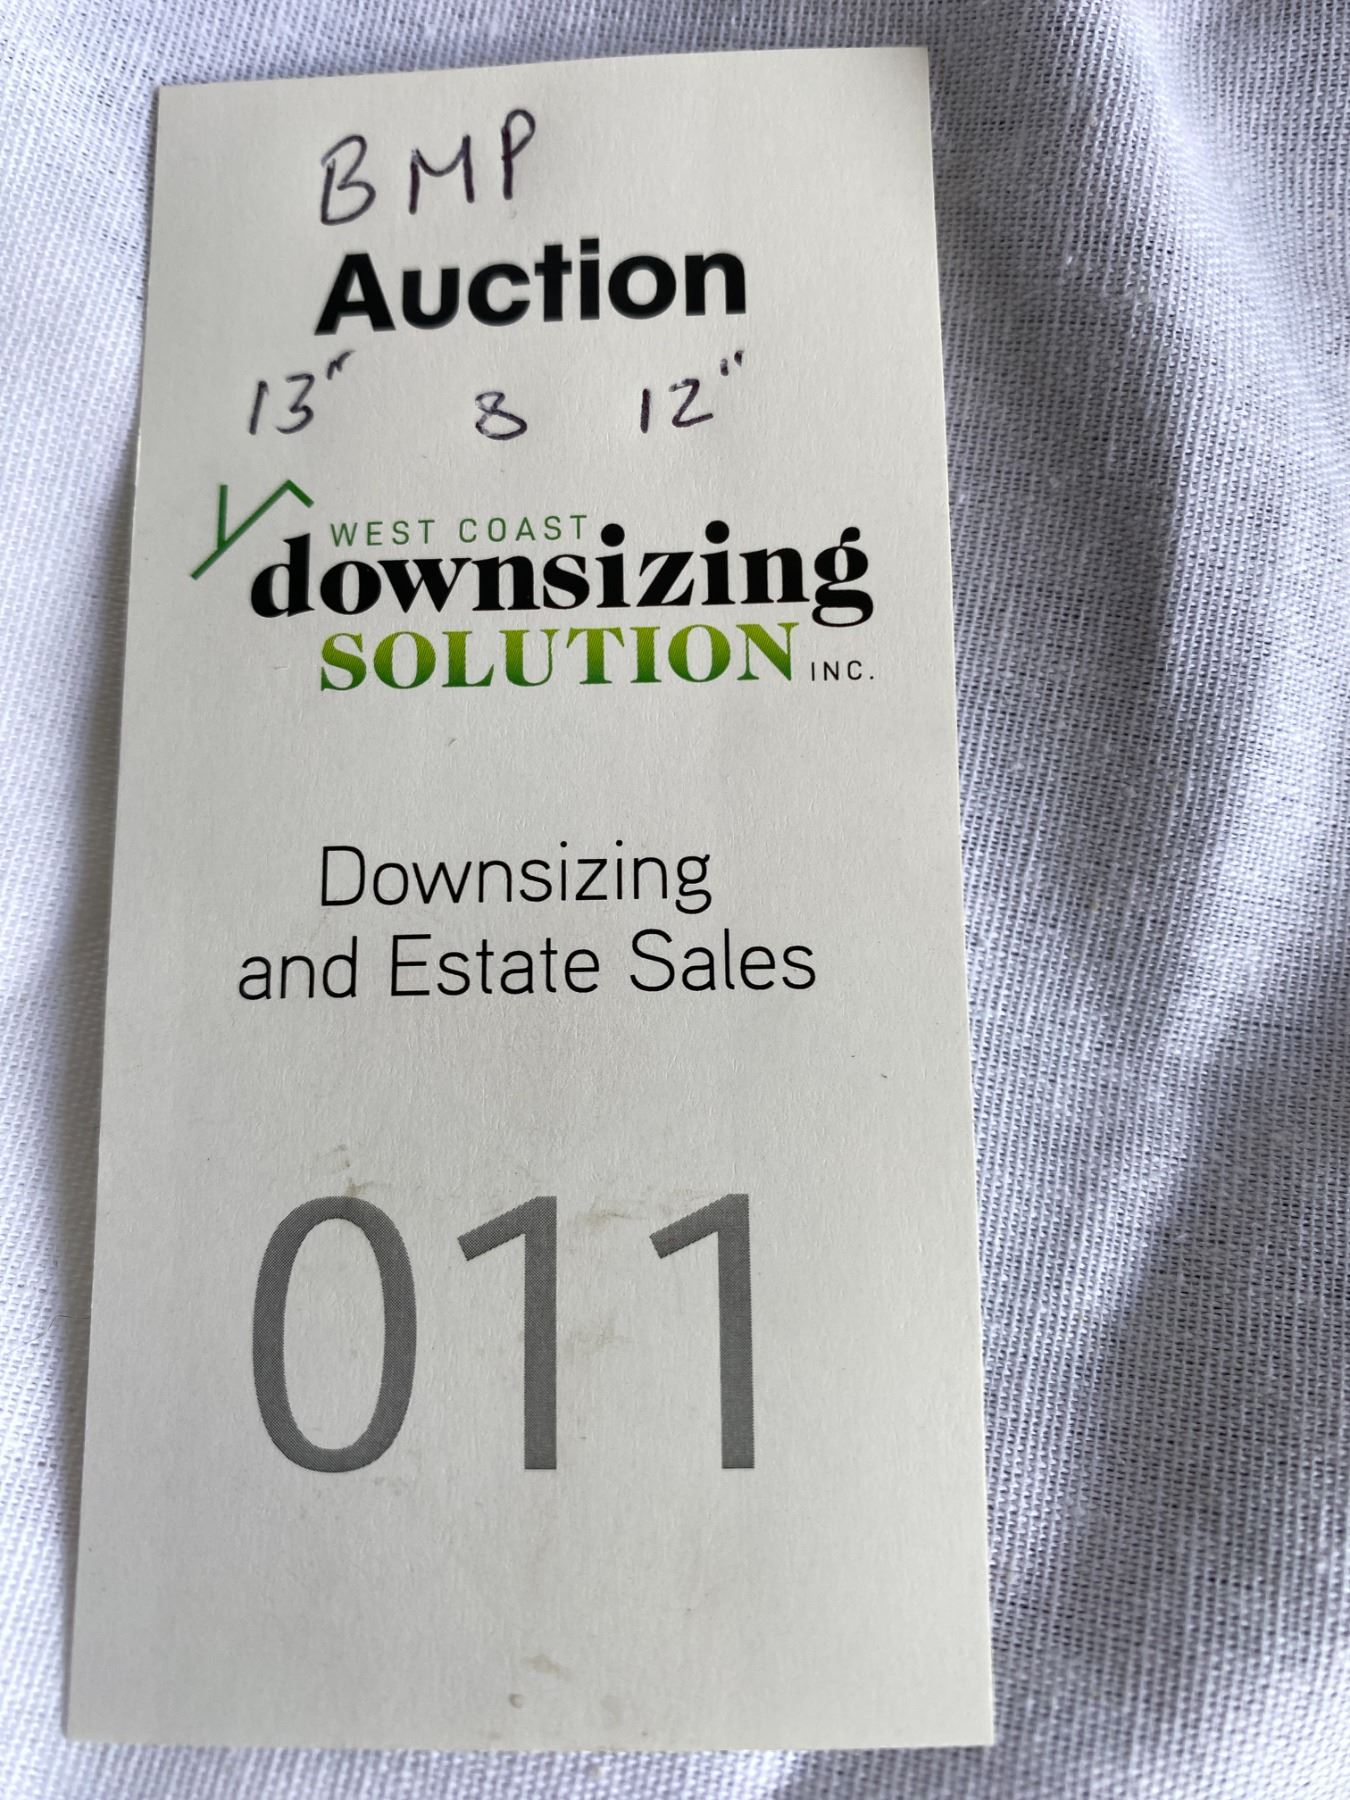 BMP
Auction
13" 8 12"
WEST COAST
downsizing
SOLUTION INC.
Downsizing
and Estate Sales
011